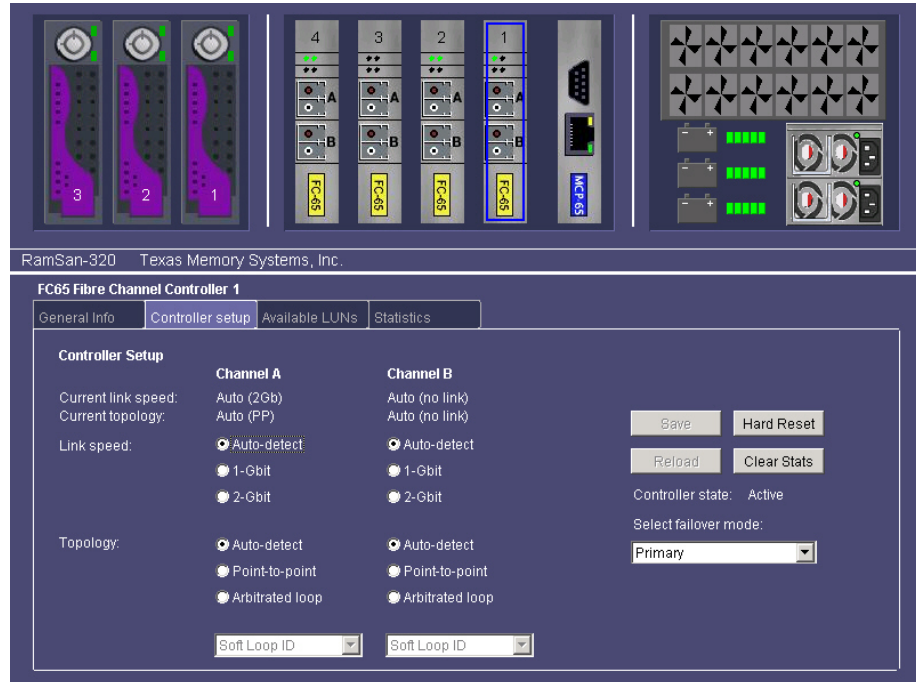 4 3 2 1
A A A A
B B B B
3 2 1
FC-65 FC-65 FC-65 FC-65 MCP-65
- +
- +
- +
RamSan-320 Texas Memory Systems, Inc.
FC65 Fibre Channel Controller 1
General Info Controller setup Available LUNs Statistics
Controller Setup
Channel A Channel B
Current link speed: Auto (2Gb) Auto (no link)
Current topology: Auto (PP) Auto (no link)
Save Hard Reset
Link speed: Auto-detect Auto-detect
1-Gbit 1-Gbit
Reload Clear Stats
2-Gbit 2-Gbit
Controller state: Active
Select failover mode:
Topology: Auto-detect Auto-detect
Primary
Point-to-point Point-to-point
Arbitrated loop Arbitrated loop
Soft Loop ID Soft Loop ID